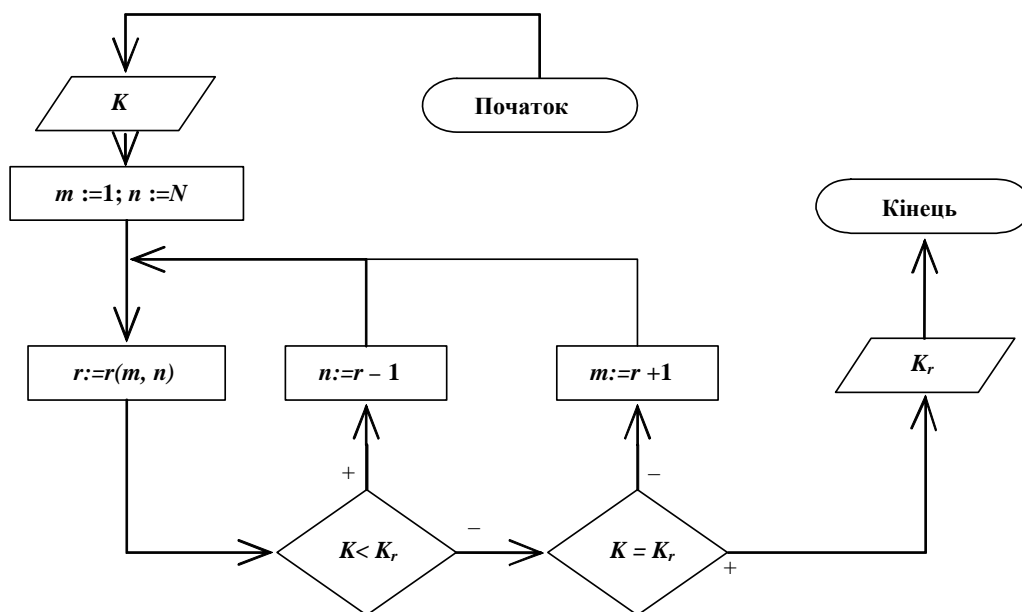 Початок
K
m :=1; n :=N
r:=r(m, n)
n:=r – 1
m:=r +1
K< Kr
+
–
K = Kr
–
+
Kr
Кінець